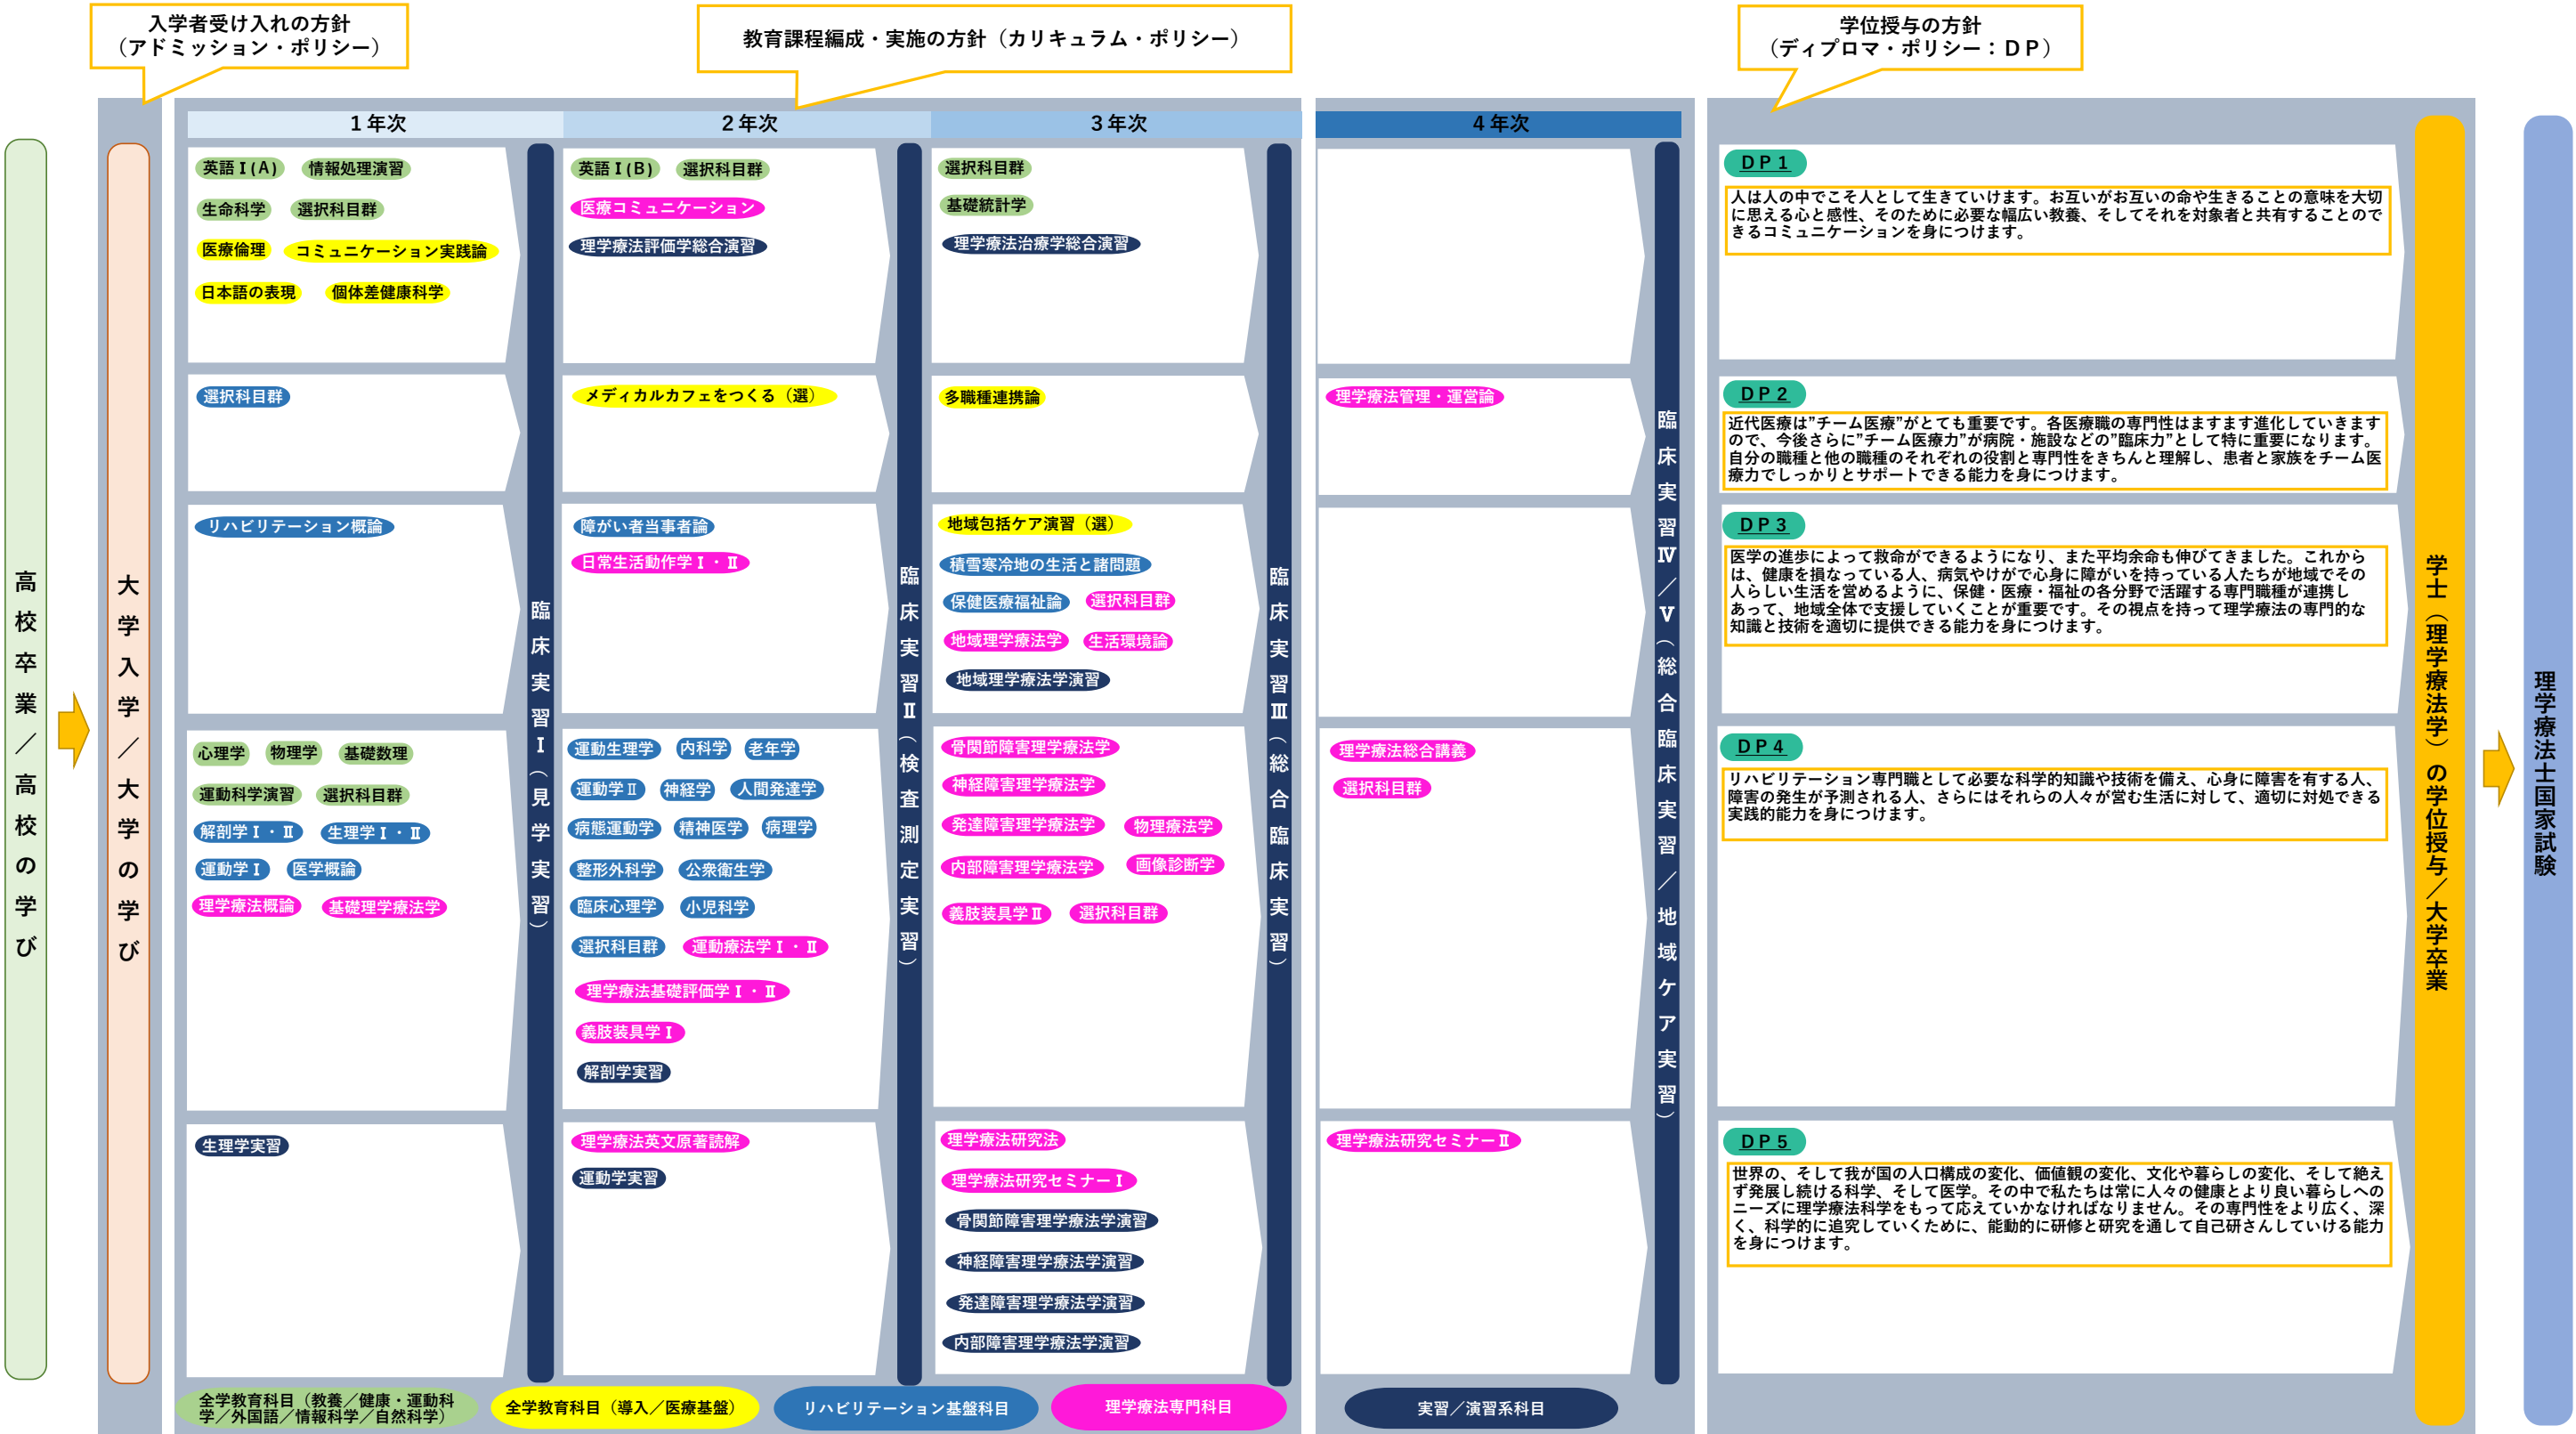 入学者受け入れの方針
（アドミッション・ポリシー）
教育課程編成・実施の方針（カリキュラム・ポリシー）
学位授与の方針
（ディプロマ・ポリシー：ＤＰ）
高校卒業／高校の学び
大学入学／大学の学び
１年次
２年次
３年次
４年次
英語Ⅰ(Ａ)
情報処理演習
生命科学
選択科目群
医療倫理
コミュニケーション実践論
日本語の表現
個体差健康科学
英語Ⅰ(Ｂ)
選択科目群
医療コミュニケーション
理学療法評価学総合演習
選択科目群
基礎統計学
理学療法治療学総合演習
ＤＰ１
人は人の中でこそ人として生きていけます。お互いがお互いの命や生きることの意味を大切
に思える心と感性、そのために必要な幅広い教養、そしてそれを対象者と共有することので
きるコミュニケーションを身につけます。
選択科目群
メディカルカフェをつくる（選）
多職種連携論
理学療法管理・運営論
ＤＰ２
近代医療は”チーム医療”がとても重要です。各医療職の専門性はますます進化していきます
ので、今後さらに”チーム医療力”が病院・施設などの”臨床力”として特に重要になります。
自分の職種と他の職種のそれぞれの役割と専門性をきちんと理解し、患者と家族をチーム医
療力でしっかりとサポートできる能力を身につけます。
リハビリテーション概論
障がい者当事者論
日常生活動作学Ⅰ・Ⅱ
地域包括ケア演習（選）
積雪寒冷地の生活と諸問題
保健医療福祉論
選択科目群
地域理学療法学
生活環境論
地域理学療法学演習
ＤＰ３
医学の進歩によって救命ができるようになり、また平均余命も伸びてきました。これから
は、健康を損なっている人、病気やけがで心身に障がいを持っている人たちが地域でその
人らしい生活を営めるように、保健・医療・福祉の各分野で活躍する専門職種が連携し
あって、地域全体で支援していくことが重要です。その視点を持って理学療法の専門的な
知識と技術を適切に提供できる能力を身につけます。
心理学
物理学
基礎数理
運動科学演習
選択科目群
解剖学Ⅰ・Ⅱ
生理学Ⅰ・Ⅱ
運動学Ⅰ
医学概論
理学療法概論
基礎理学療法学
運動生理学
内科学
老年学
運動学Ⅱ
神経学
人間発達学
病態運動学
精神医学
病理学
整形外科学
公衆衛生学
臨床心理学
小児科学
選択科目群
運動療法学Ⅰ・Ⅱ
理学療法基礎評価学Ⅰ・Ⅱ
義肢装具学Ⅰ
解剖学実習
骨関節障害理学療法学
神経障害理学療法学
発達障害理学療法学
物理療法学
内部障害理学療法学
画像診断学
義肢装具学Ⅱ
選択科目群
理学療法総合講義
選択科目群
ＤＰ４
リハビリテーション専門職として必要な科学的知識や技術を備え、心身に障害を有する人、
障害の発生が予測される人、さらにはそれらの人々が営む生活に対して、適切に対処できる
実践的能力を身につけます。
生理学実習
理学療法英文原著読解
運動学実習
理学療法研究法
理学療法研究セミナーⅠ
骨関節障害理学療法学演習
神経障害理学療法学演習
発達障害理学療法学演習
内部障害理学療法学演習
理学療法研究セミナーⅡ
ＤＰ５
世界の、そして我が国の人口構成の変化、価値観の変化、文化や暮らしの変化、そして絶え
ず発展し続ける科学、そして医学。その中で私たちは常に人々の健康とより良い暮らしへの
ニーズに理学療法科学をもって応えていかなければなりません。その専門性をより広く、深
く、科学的に追究していくために、能動的に研修と研究を通して自己研さんしていける能力
を身につけます。
臨床実習Ⅰ（見学実習）
臨床実習Ⅱ（検査測定実習）
臨床実習Ⅲ（総合臨床実習）
臨床実習Ⅳ／Ⅴ（総合臨床実習／地域ケア実習）
学士（理学療法学）の学位授与／大学卒業
理学療法士国家試験
全学教育科目（教養／健康・運動科
学／外国語／情報科学／自然科学）
全学教育科目（導入／医療基盤）
リハビリテーション基盤科目
理学療法専門科目
実習／演習系科目